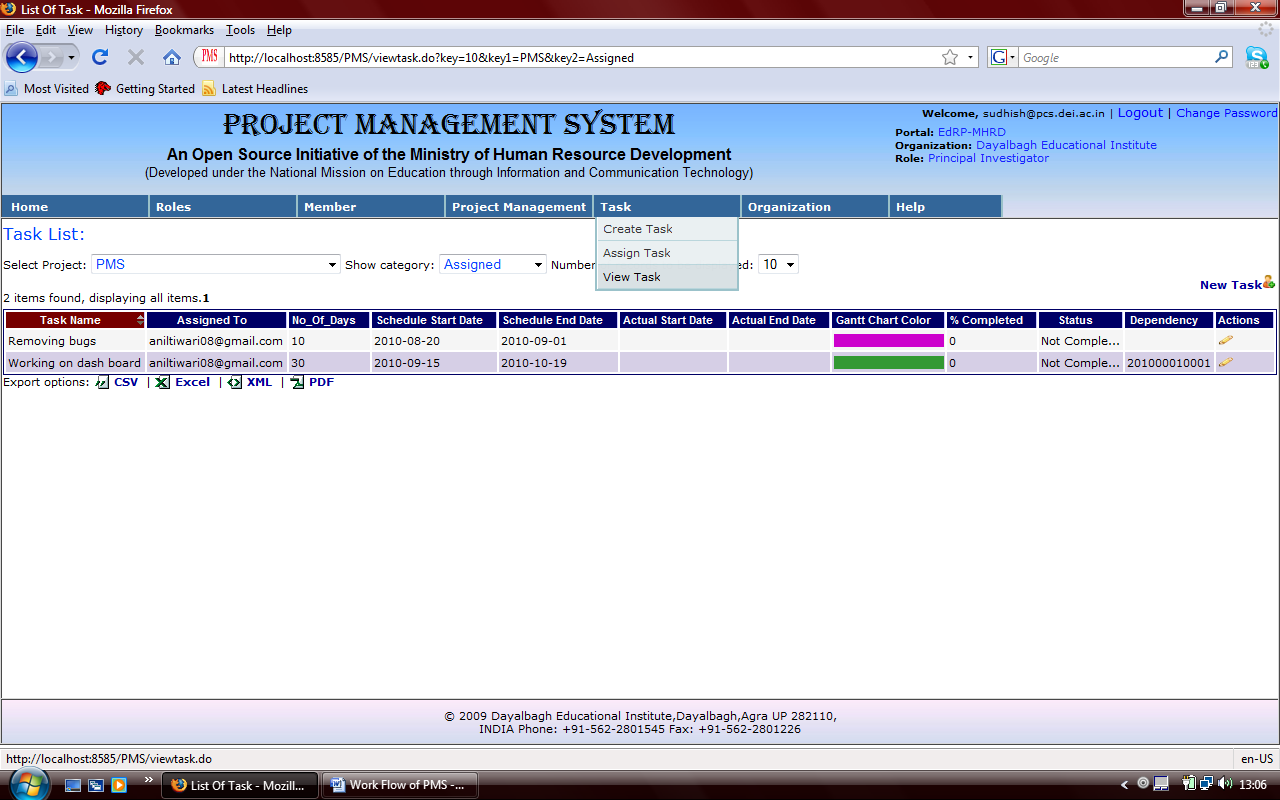 List Of Task - Mozilla Firefox
File Edit View History Bookmarks Tools Help
PMS http://localhost:8585/PMS/viewtask.do?key=10&key1=PMS&key2=Assigned G Google
Most Visited Getting Started Latest Headlines
PROJECT MANAGEMENT SYSTEM
An Open Source Initiative of the Ministry of Human Resource Development
(Developed under the National Mission on Education through Information and Communication Technology)
Welcome, sudhish@pcs.dei.ac.in | Logout | Change Password
Portal: EdRP-MHRD
Organization: Dayalbagh Educational Institute
Role: Principal Investigator
Home Roles Member Project Management Task Organization Help
Create Task
Assign Task
View Task
Task List:
Select Project: PMS Show category: Assigned Number ed: 10
New Task
2 items found, displaying all items.1
Task Name Assigned To No_Of_Days Schedule Start Date Schedule End Date Actual Start Date Actual End Date Gantt Chart Color % Completed Status Dependency Actions
Removing bugs aniltiwari08@gmail.com 10 2010-08-20 2010-09-01 0 Not Comple...
Working on dash board aniltiwari08@gmail.com 30 2010-09-15 2010-10-19 0 Not Comple... 201000010001
Export options: CSV | Excel | XML | PDF
© 2009 Dayalbagh Educational Institute,Dayalbagh,Agra UP 282110,
INDIA Phone: +91-562-2801545 Fax: +91-562-2801226
http://localhost:8585/PMS/viewtask.do en-US
List Of Task - Mozill... Work Flow of PMS -... 13:06